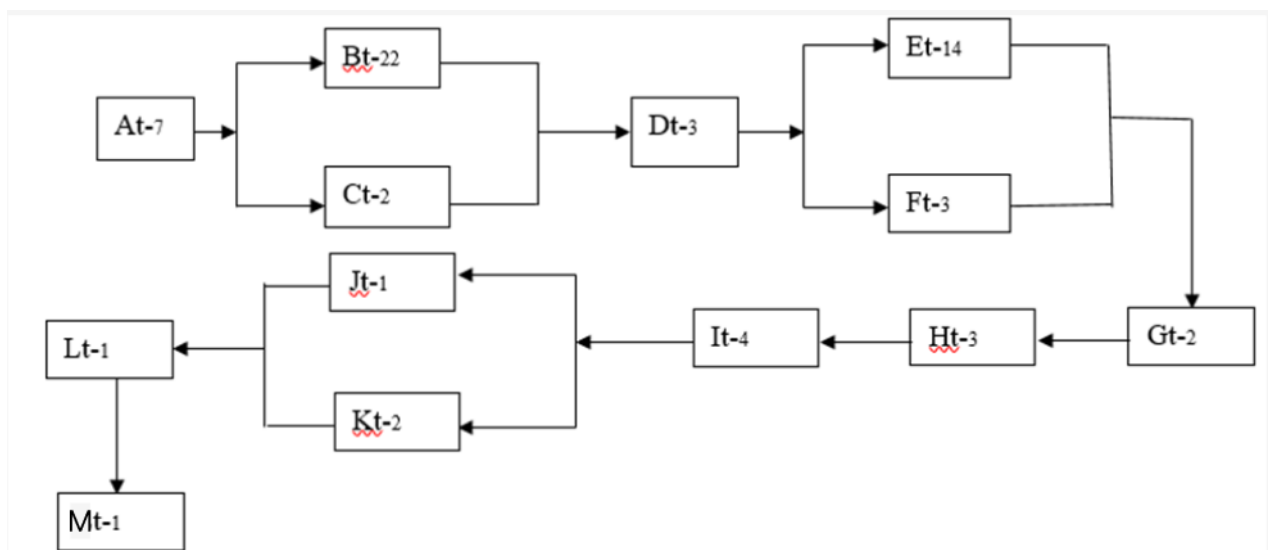 At-7
Bt-22
Ct-2
Dt-3
Et-14
Ft-3
Gt-2
Ht-3
It-4
Jt-1
Kt-2
Lt-1
Mt-1